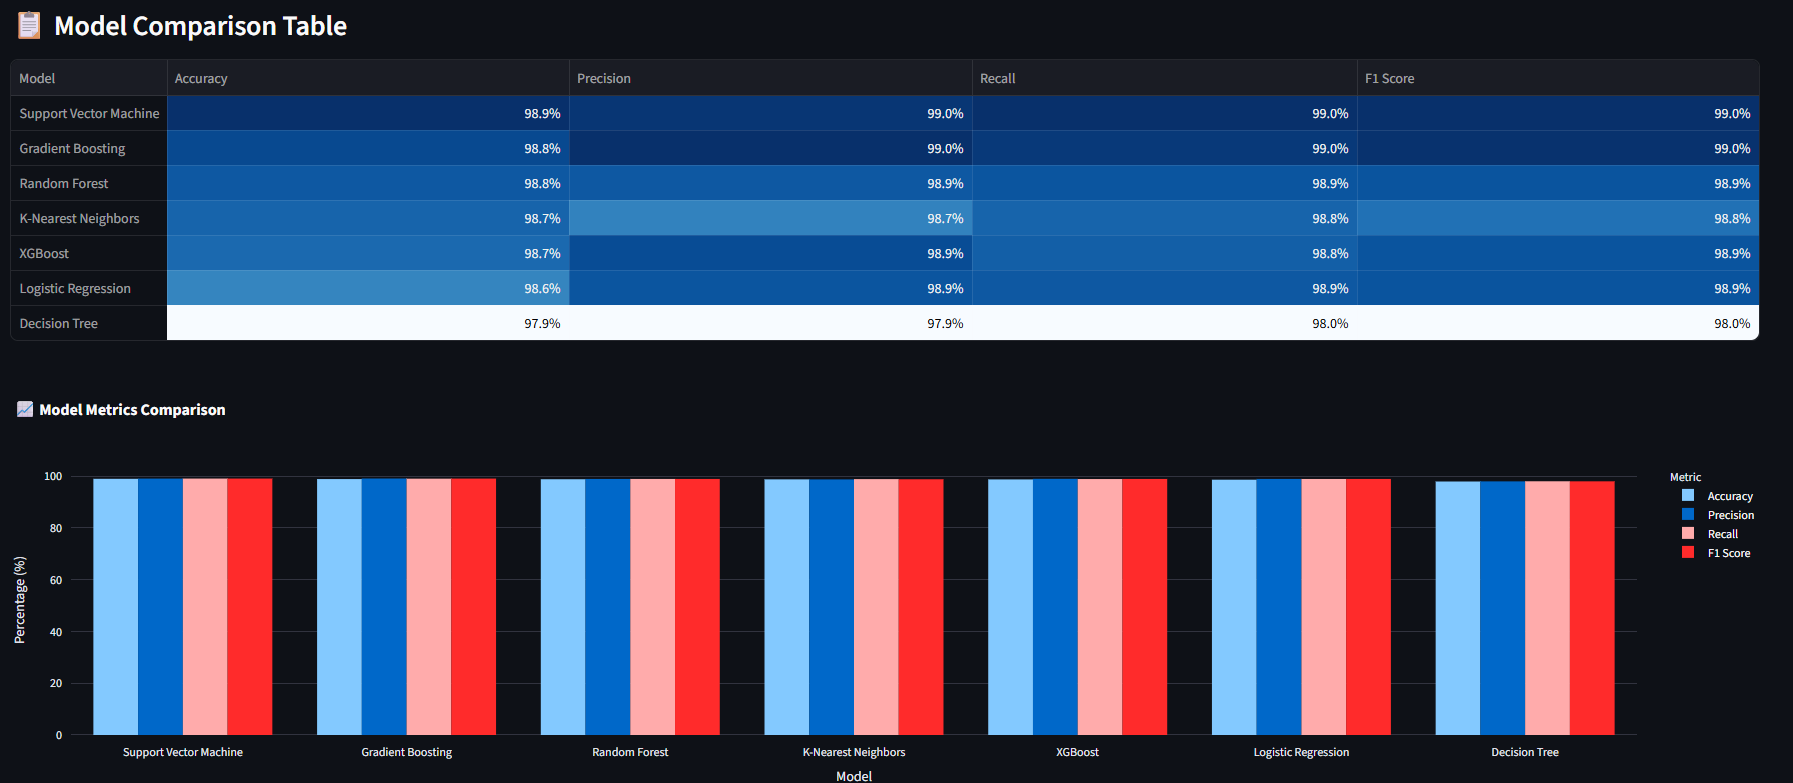 Model Comparison Table
Model Accuracy Precision Recall F1 Score
Support Vector Machine 98.9% 99.0% 99.0% 99.0%
Gradient Boosting 98.8% 99.0% 99.0% 99.0%
Random Forest 98.8% 98.9% 98.9% 98.9%
K-Nearest Neighbors 98.7% 98.7% 98.8% 98.8%
XGBoost 98.7% 98.9% 98.8% 98.9%
Logistic Regression 98.6% 98.9% 98.9% 98.9%
Decision Tree 97.9% 97.9% 98.0% 98.0%
Model Metrics Comparison
Percentage (%)
100
80
60
40
20
0
Support Vector Machine Gradient Boosting Random Forest K-Nearest Neighbors XGBoost Logistic Regression Decision Tree
Model
Metric
Accuracy
Precision
Recall
F1 Score